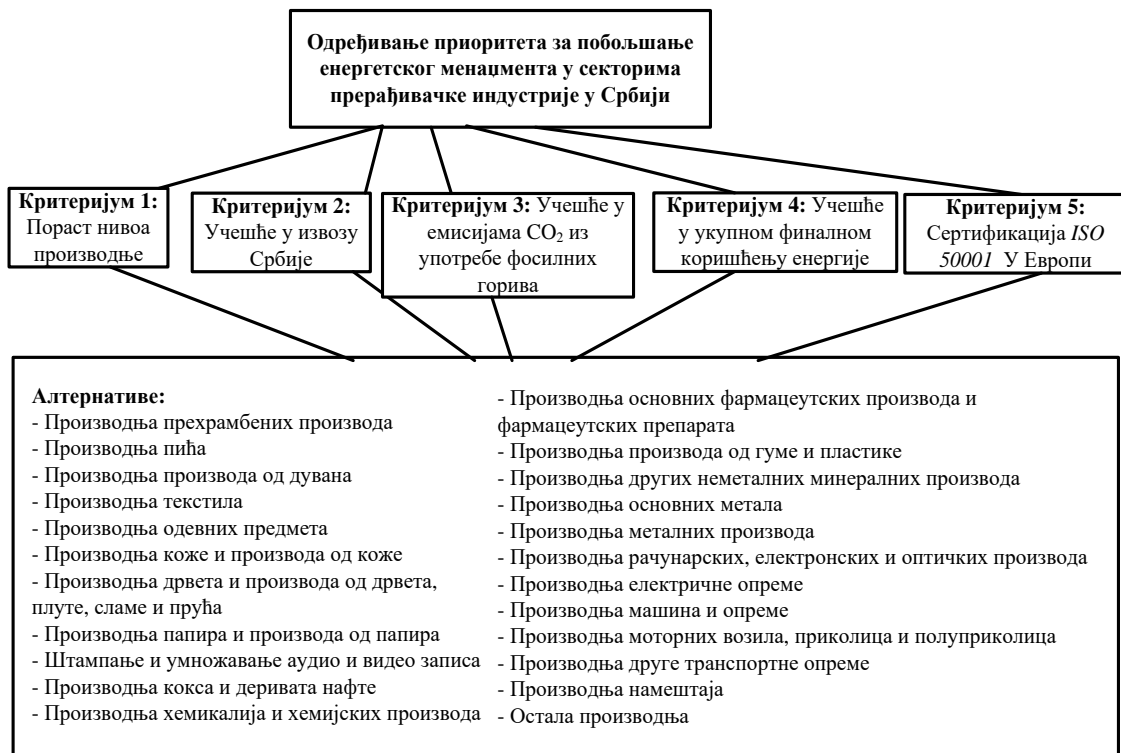 Одређивање приоритета за побољшање
енергетског менаџмента у секторима
прерађивачке индустрије у Србији
Критеријум 1:
Пораст нивоа
производње
Критеријум 2:
Учешће у извозу
Србије
Критеријум 3: Учешће у
емисијама CO₂ из
употребе фосилних
горива
Критеријум 4: Учешће
у укупном финалном
коришћењу енергије
Критеријум 5:
Сертификација ISO
50001 У Европи
Алтернативе:
- Производња прехрамбених производа
- Производња пића
- Производња производа од дувана
- Производња текстила
- Производња одевних предмета
- Производња коже и производа од коже
- Производња дрвета и производа од дрвета,
плуте, сламе и прућа
- Производња папира и производа од папира
- Штампање и умножавање аудио и видео записа
- Производња кокса и деривата нафте
- Производња хемикалија и хемијских производа
- Производња основних фармацеутских производа и
фармацеутских препарата
- Производња производа од гуме и пластике
- Производња других неметалних минералних производа
- Производња основних метала
- Производња металних производа
- Производња рачунарских, електронских и оптичких производа
- Производња електричне опреме
- Производња машина и опреме
- Производња моторних возила, приколица и полуприколица
- Производња друге транспортне опреме
- Производња намештаја
- Остала производња